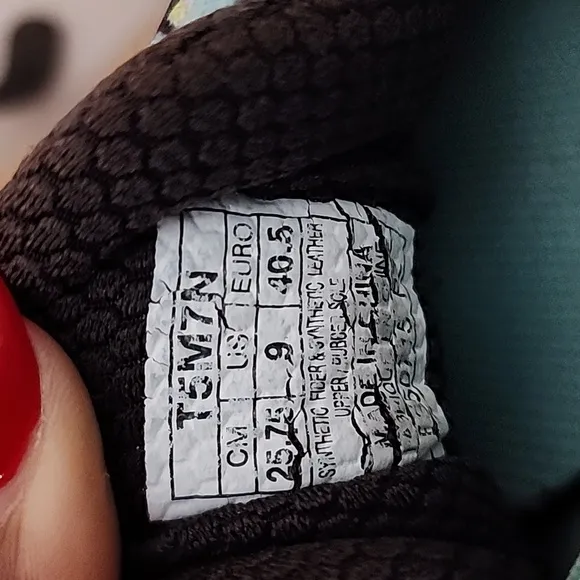 T5M7N
CM US EURO
25.75 9 40.5
SYNTHETIC FIBER & SYNTHETIC LEATHER
UPPER / RUBBER SOLE
MADE IN CHINA